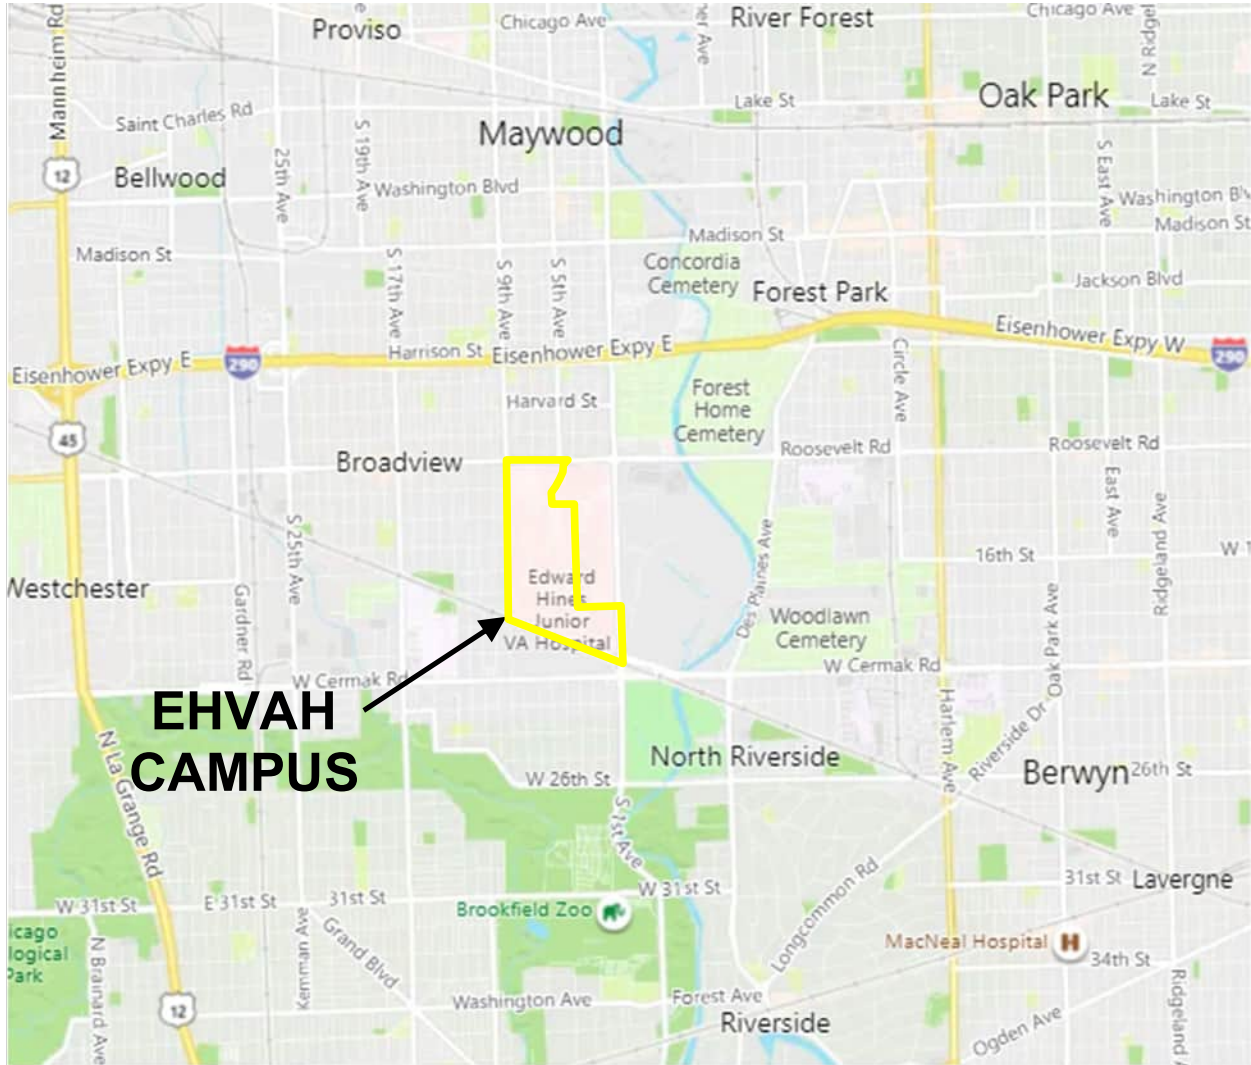 Mannheim Rd
Proviso
Chicago Ave
River Forest
Chicago Ave
N Ridgel
Saint Charles Rd
25th Ave
S 19th Ave
Maywood
Lake St
Oak Park
Lake St
12
Bellwood
Washington Blvd
S East Ave
Washington Blv
Madison St
Madison St
S 17th Ave
S 9th Ave
S 5th Ave
Madison St
Concordia
Cemetery
Forest Park
Jackson Blvd
Eisenhower Expy E
290
Harrison St
Eisenhower Expy E
Eisenhower Expy W
290
Circle Ave
Harvard St
Forest
Home
Cemetery
45
Broadview
Roosevelt Rd
Roosevelt Rd
East Ave
Ridgeland Ave
S 25th Ave
Westchester
Gardner Rd
Edward
Hines
Junior
VA Hospital
Des Plaines Ave
16th St
W 1
Woodlawn
Cemetery
Oak Park Ave
W Cermak Rd
W Cermak Rd
EHVAH
CAMPUS
N La Grange Rd
North Riverside
Harlem Ave
Riverside Dr
Berwyn
26th St
W 26th St
S 1st Ave
W 31st St
E 31st St
31st St
W 31st St
31st St
Lavergne
Brookfield Zoo
Longcommon Rd
icago
logical
Park
N Brainard Ave
Kemman Ave
Grand Blvd
MacNeal Hospital
H
34th St
12
Washington Ave
Forest Ave
Riverside
Ogden Ave
Ridgeland